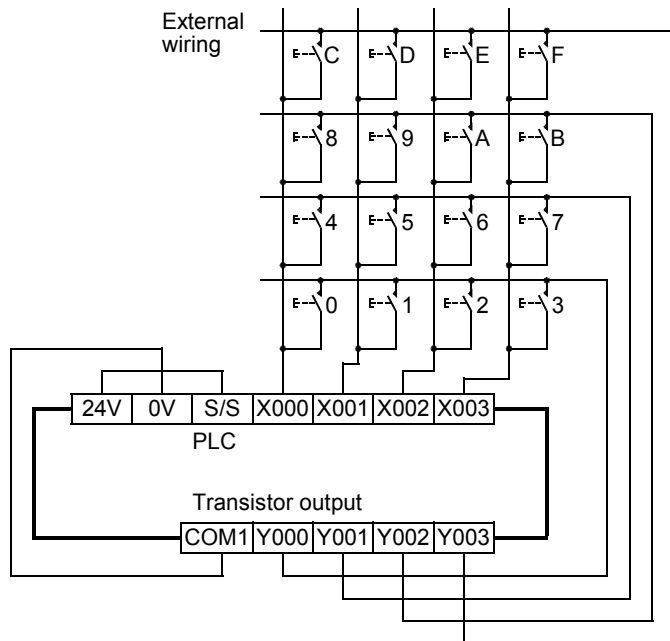 External
wiring
C D E F
8 9 A B
4 5 6 7
0 1 2 3
24V 0V S/S X000 X001 X002 X003
PLC
Transistor output
COM1 Y000 Y001 Y002 Y003